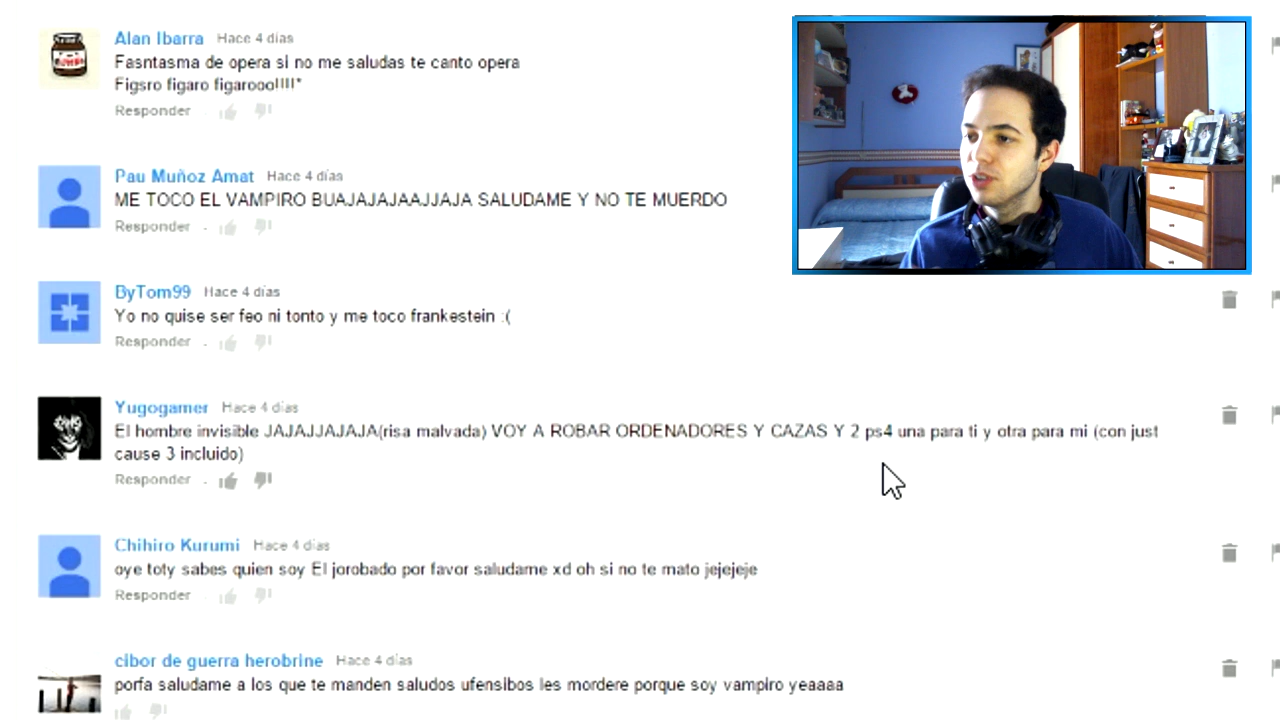 Alan Ibarra Hace 4 días
Fasntasma de opera si no me saludas te canto opera
Figsro figaro figarooo!!!!*
Responder
Pau Muñoz Amat Hace 4 días
ME TOCO EL VAMPIRO BUAJAJAJAAJJAJA SALUDAME Y NO TE MUERDO
Responder
ByTom99 Hace 4 días
Yo no quise ser feo ni tonto y me toco frankestein :(
Responder
Yugogamer Hace 4 días
El hombre invisible JAJAJJAJAJA(risa malvada) VOY A ROBAR ORDENADORES Y CAZAS Y 2 ps4 una para ti y otra para mi (con just
cause 3 incluido)
Responder
Chihiro Kurumi Hace 4 días
oye toty sabes quien soy El jorobado por favor saludame xd oh si no te mato jejejeje
Responder
cibor de guerra herobrine Hace 4 días
porfa saludame a los que te manden saludos ufensibos les mordere porque soy vampiro yeaaaa